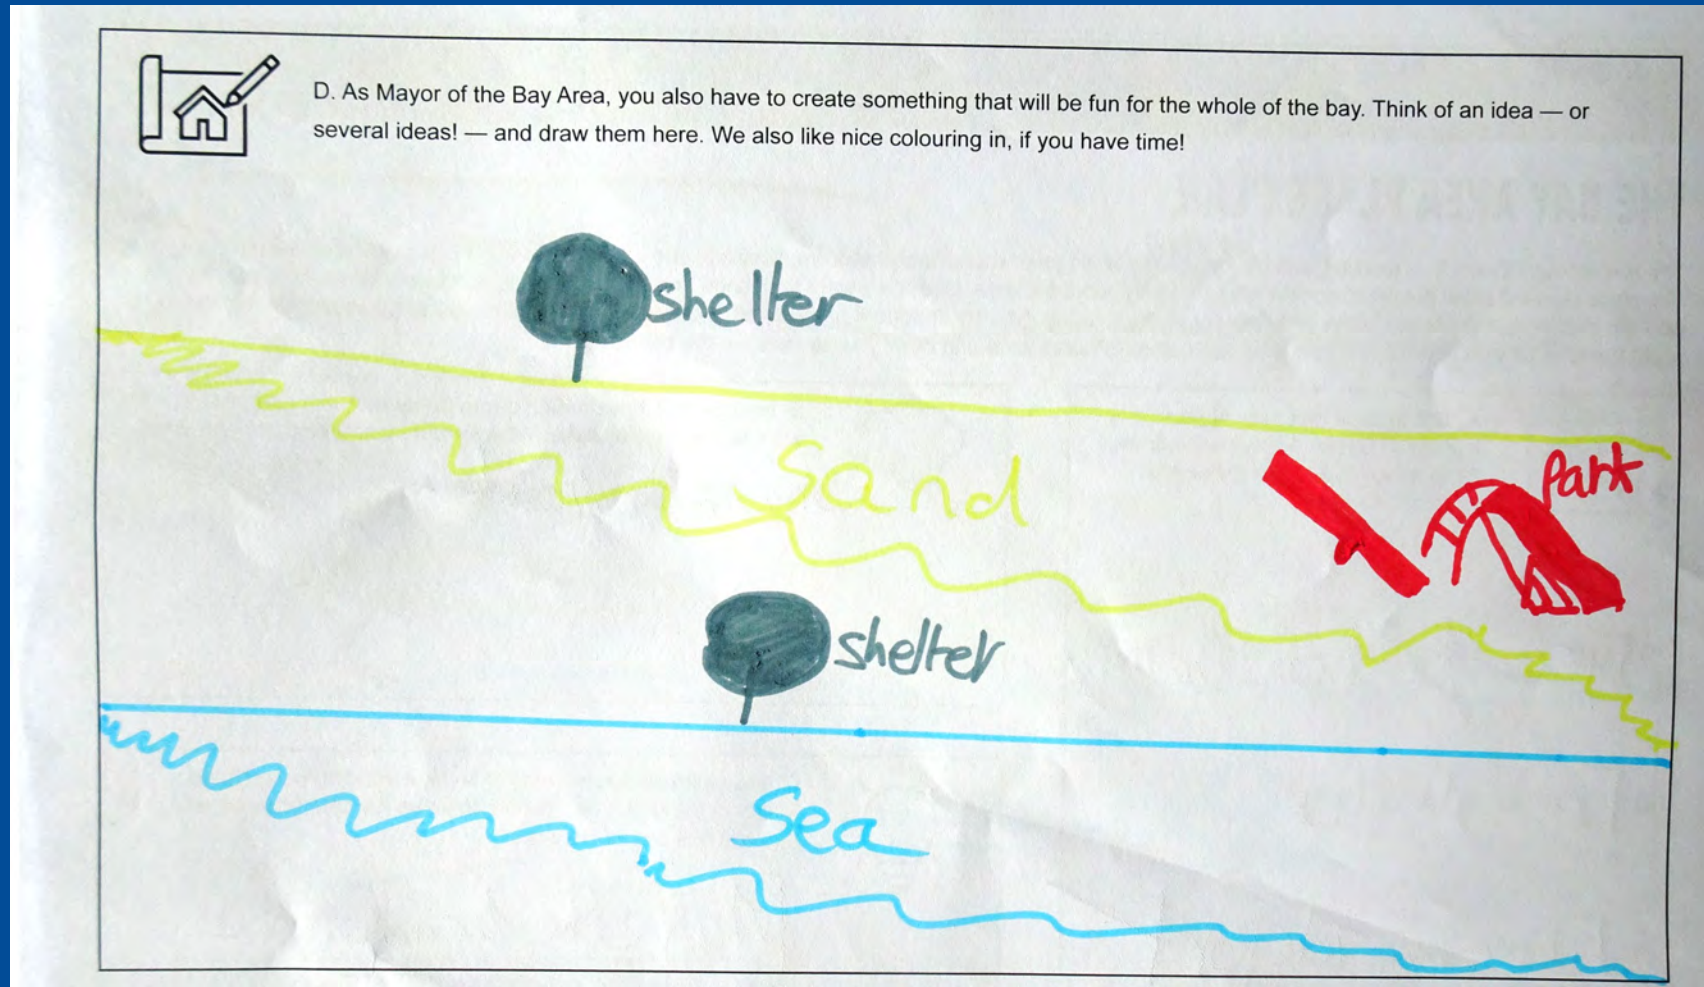 D. As Mayor of the Bay Area, you also have to create something that will be fun for the whole of the bay. Think of an idea — or
several ideas! — and draw them here. We also like nice colouring in, if you have time!
shelter
Sand
Park
shelter
Sea